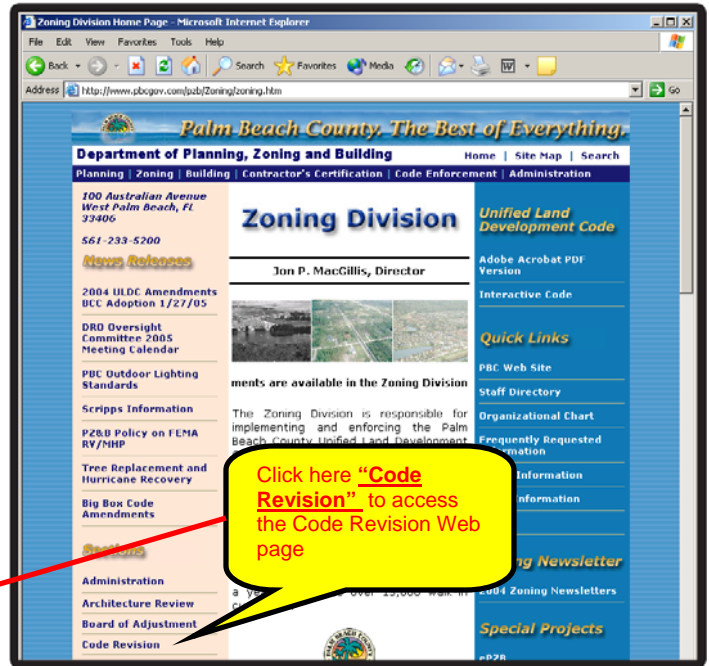 Zoning Division Home Page - Microsoft Internet Explorer
File Edit View Favorites Tools Help
Back Search Favorites Media
Address http://www.pbcgov.com/pzb/Zoning/zoning.htm Go
Palm Beach County. The Best of Everything.
Department of Planning, Zoning and Building Home | Site Map | Search
Planning | Zoning | Building | Contractor's Certification | Code Enforcement | Administration
100 Australian Avenue
West Palm Beach, FL
33406
561-233-5200
News Releases
2004 ULDC Amendments
BCC Adoption 1/27/05
DRO Oversight
Committee 2005
Meeting Calendar
PBC Outdoor Lighting
Standards
Scripps Information
PZ&B Policy on FEMA
RV/MHP
Tree Replacement and
Hurricane Recovery
Big Box Code
Amendments
Sections
Administration
Architecture Review
Board of Adjustment
Code Revision
Zoning Division
Jon P. MacGillis, Director
ments are available in the Zoning Division
The Zoning Division is responsible for
implementing and enforcing the Palm
Beach County Unified Land Development
Click here "Code
Revision" to access
the Code Revision Web
page
a over 15,000 walk in
PALM BEACH COUNTY
Unified Land
Development Code
Adobe Acrobat PDF
Version
Interactive Code
Quick Links
PBC Web Site
Staff Directory
Organizational Chart
Frequently Requested
Information
Information
Newsletter
2004 Zoning Newsletters
Special Projects
ePZB